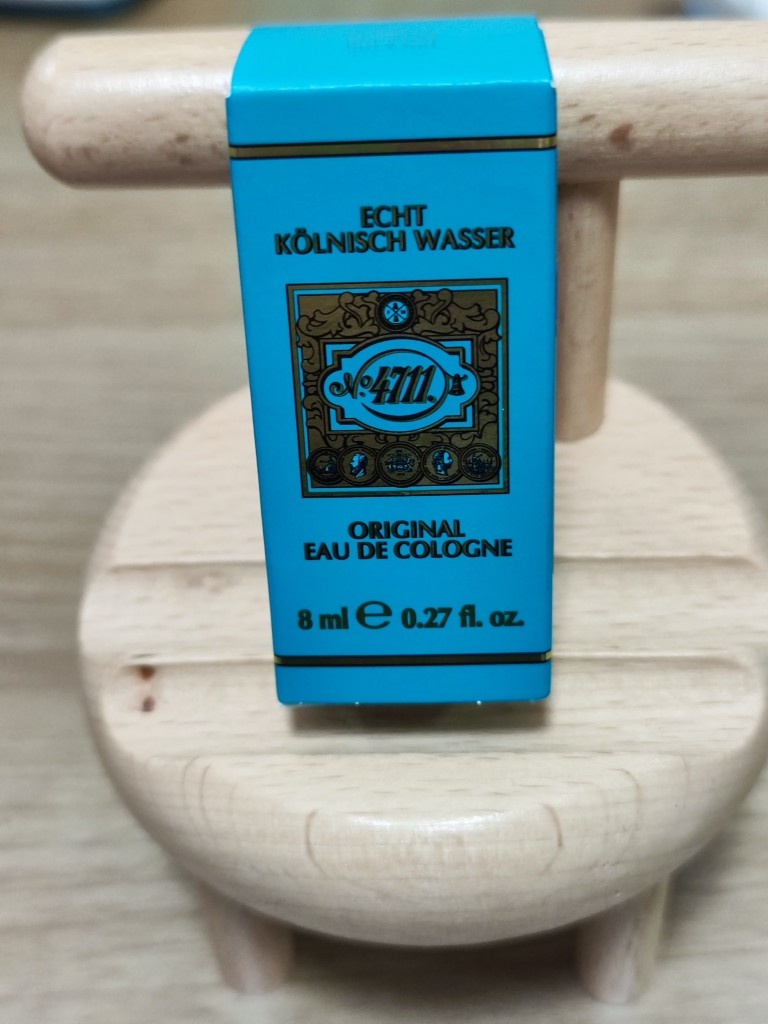 ECHT
KÖLNISCH WASSER
Nº 4711.
ORIGINAL
EAU DE COLOGNE
8 ml ℮ 0.27 fl. oz.